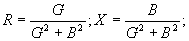 R = G / (G² + B²); X = B / (G² + B²);